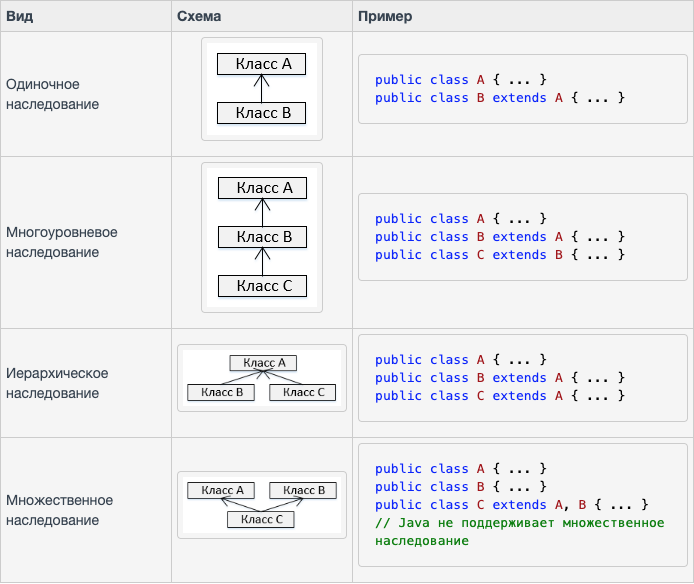 Вид Схема Пример
Одиночное
наследование
Класс A
Класс B
public class A { ... }
public class B extends A { ... }
Многоуровневое
наследование
Класс A
Класс B
Класс C
public class A { ... }
public class B extends A { ... }
public class C extends B { ... }
Иерархическое
наследование
Класс A
Класс B Класс C
public class A { ... }
public class B extends A { ... }
public class C extends A { ... }
Множественное
наследование
Класс A Класс B
Класс C
public class A { ... }
public class B { ... }
public class C extends A, B { ... }
// Java не поддерживает множественное
наследование